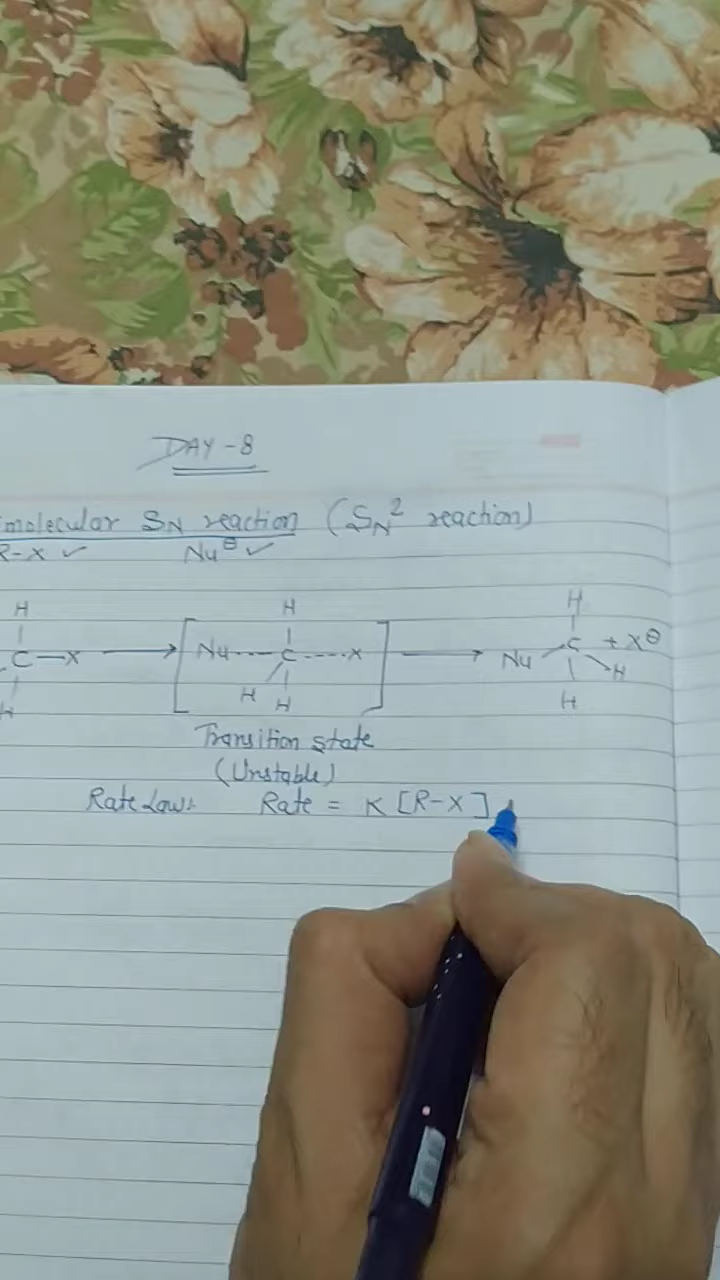 DAY - 8
molecular SN reaction (SN2 reaction)
R-X ✓ Nu⊖ ✓
H H H
C—X → [Nu----C----X] → Nu C + X⊖
H
H H H H
Transition state
(Unstable)
Rate Law:- Rate = K [R-X]